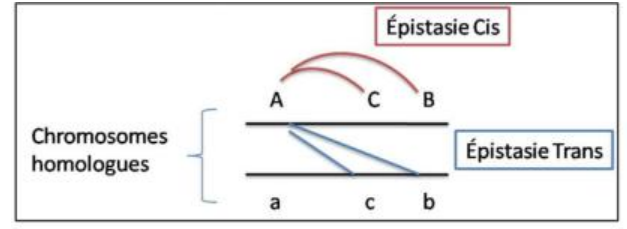 Épistasie Cis
A C B
Chromosomes
homologues
Épistasie Trans
a c b